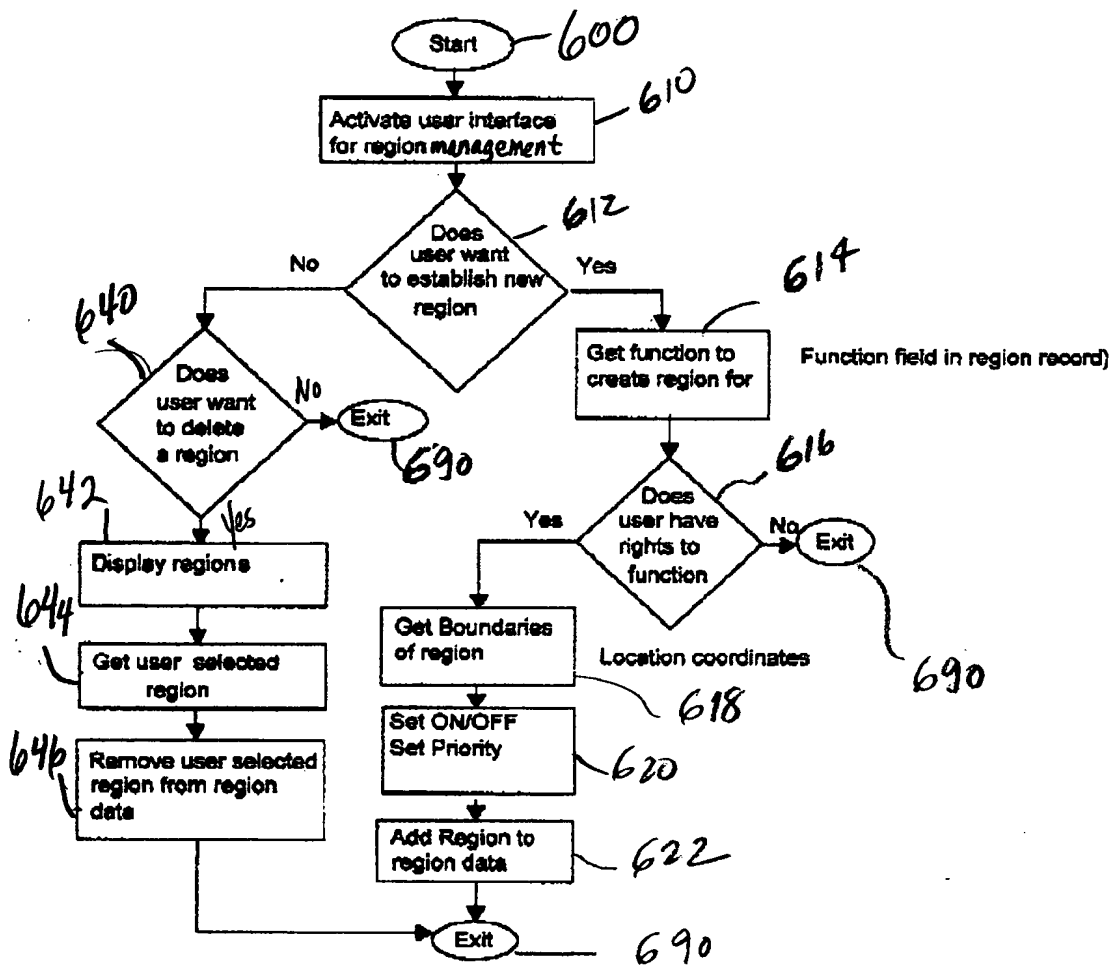 Start
600
Activate user interface
for region management
610
Does
user want
to establish new
region
612
No
Yes
640
614
Get function to
create region for
Function field in region record)
Does
user want
to delete
a region
No
Exit
690
616
Does
user have
rights to
function
Yes
No
Exit
690
642
Yes
Display regions
644
Get user selected
region
646
Remove user selected
region from region
data
Get Boundaries
of region
Location coordinates
618
Set ON/OFF
Set Priority
620
Add Region to
region data
622
Exit
690